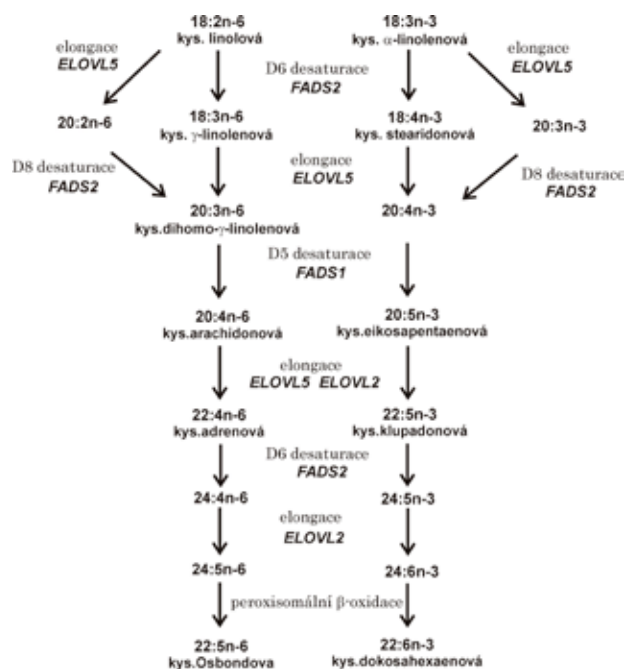 18:2n-6
kys. linolová
18:3n-3
kys. α-linolenová
elongace
ELOVL5
D6 desaturace
FADS2
elongace
ELOVL5
20:2n-6
18:3n-6
kys. γ-linolenová
18:4n-3
kys. stearidonová
20:3n-3
D8 desaturace
FADS2
elongace
ELOVL5
D8 desaturace
FADS2
20:3n-6
kys.dihomo-γ-linolenová
20:4n-3
D5 desaturace
FADS1
20:4n-6
kys.arachidonová
20:5n-3
kys.eikosapentaenová
elongace
ELOVL5 ELOVL2
22:4n-6
kys.adrenová
22:5n-3
kys.klupadonová
D6 desaturace
FADS2
24:4n-6
24:5n-3
elongace
ELOVL2
24:5n-6
24:6n-3
peroxisomální β-oxidace
22:5n-6
kys.Osbondova
22:6n-3
kys.dokosahexaenová